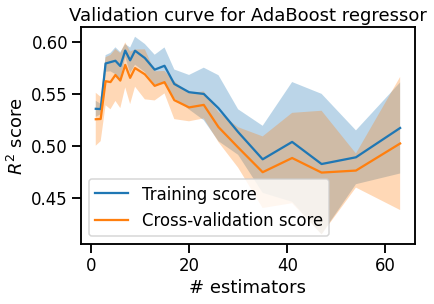 Validation curve for AdaBoost regressor
0.60
0.55
0.50
0.45
R² score
Training score
Cross-validation score
0 20 40 60
# estimators